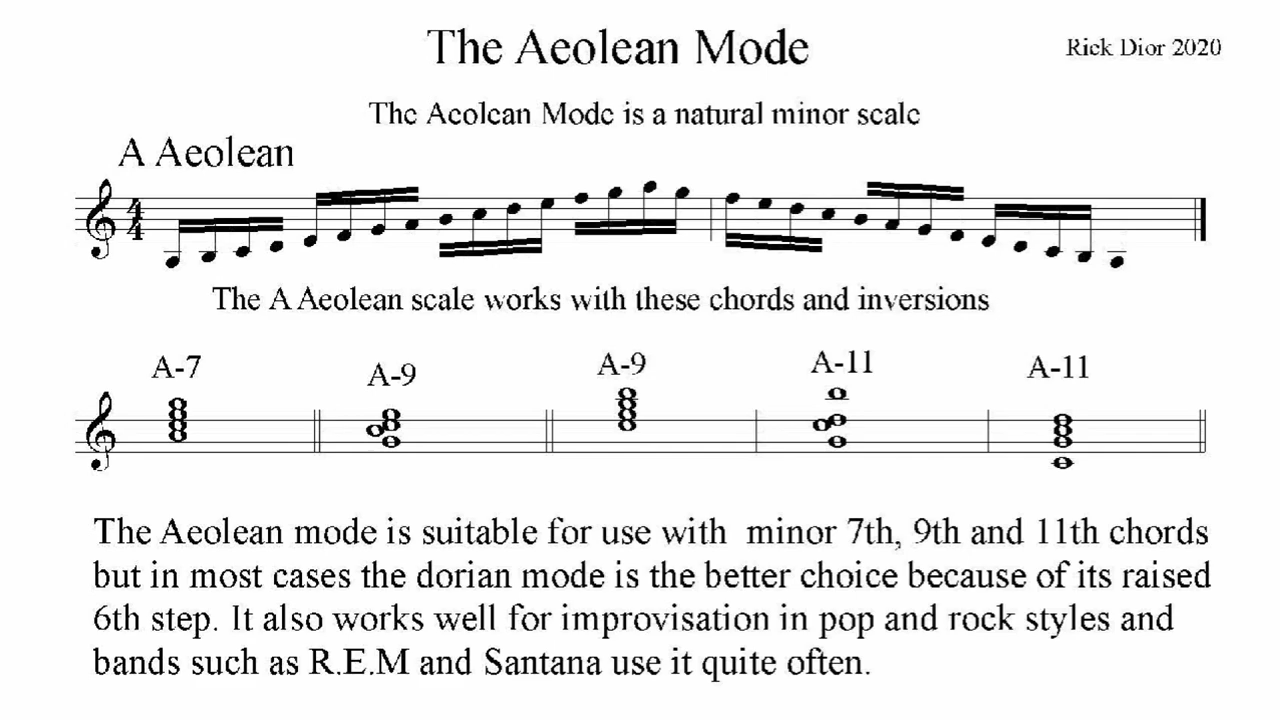 The Aeolean Mode
Rick Dior 2020
The Aeolean Mode is a natural minor scale
A Aeolean
4
4
The A Aeolean scale works with these chords and inversions
A-7 A-9 A-9 A-11 A-11
The Aeolean mode is suitable for use with minor 7th, 9th and 11th chords
but in most cases the dorian mode is the better choice because of its raised
6th step. It also works well for improvisation in pop and rock styles and
bands such as R.E.M and Santana use it quite often.